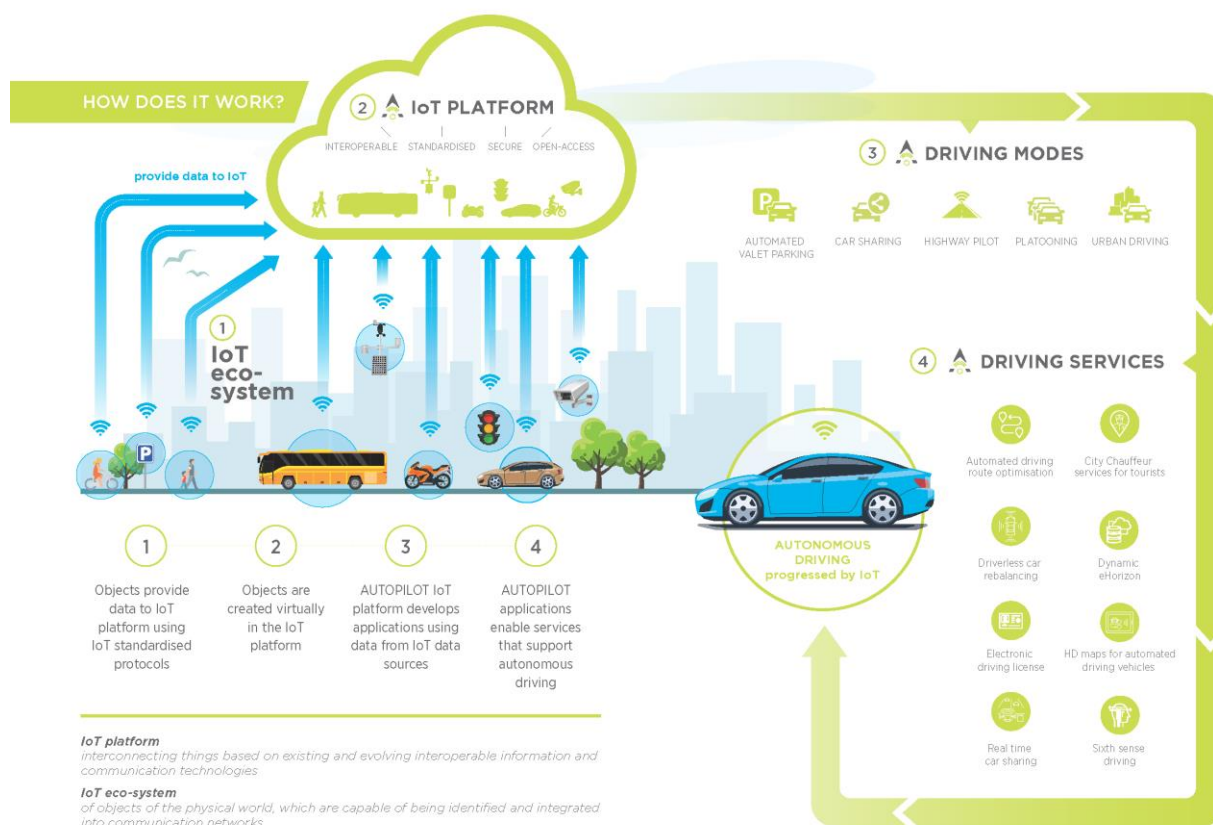 HOW DOES IT WORK?
2 IoT PLATFORM
INTEROPERABLE STANDARDISED SECURE OPEN-ACCESS
provide data to IoT
1
IoT
eco-
system
P
3 DRIVING MODES
P
AUTOMATED
VALET PARKING
CAR SHARING
HIGHWAY PILOT
PLATOONING
URBAN DRIVING
4 DRIVING SERVICES
Automated driving
route optimisation
City Chauffeur
services for tourists
Driverless car
rebalancing
Dynamic
eHorizon
Electronic
driving license
HD maps for automated
driving vehicles
Real time
car sharing
Sixth sense
driving
AUTONOMOUS
DRIVING
progressed by IoT
1
Objects provide
data to IoT
platform using
IoT standardised
protocols
2
Objects are
created virtually
in the IoT
platform
3
AUTOPILOT IoT
platform develops
applications using
data from IoT data
sources
4
AUTOPILOT
applications
enable services
that support
autonomous
driving
IoT platform
interconnecting things based on existing and evolving interoperable information and
communication technologies
IoT eco-system
of objects of the physical world, which are capable of being identified and integrated
into communication networks